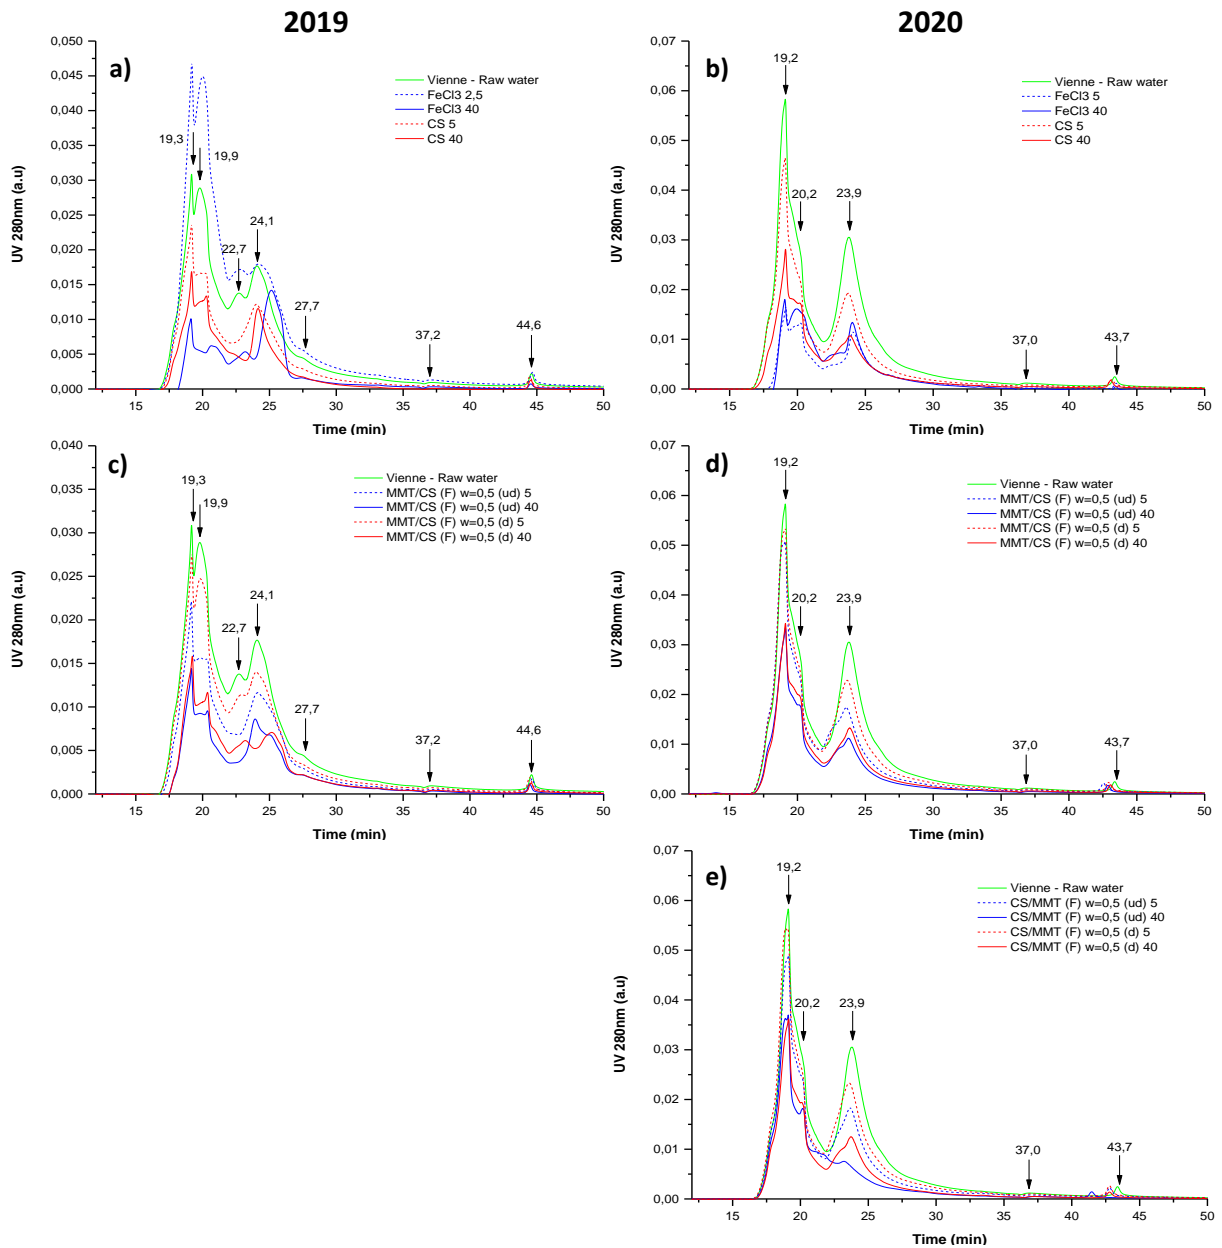 2019
2020
a)
0,050
0,045
0,040
0,035
0,030
0,025
0,020
0,015
0,010
0,005
0,000
UV 280nm (a.u)
15 20 25 30 35 40 45 50
Time (min)
Vienne - Raw water
FeCl3 2,5
FeCl3 40
CS 5
CS 40
19,3
19,9
22,7
24,1
27,7
37,2
44,6
b)
0,07
0,06
0,05
0,04
0,03
0,02
0,01
0,00
UV 280nm (a.u)
15 20 25 30 35 40 45 50
Time (min)
Vienne - Raw water
FeCl3 5
FeCl3 40
CS 5
CS 40
19,2
20,2
23,9
37,0
43,7
c)
0,040
0,035
0,030
0,025
0,020
0,015
0,010
0,005
0,000
UV 280nm (a.u)
15 20 25 30 35 40 45 50
Time (min)
Vienne - Raw water
MMT/CS (F) w=0,5 (ud) 5
MMT/CS (F) w=0,5 (ud) 40
MMT/CS (F) w=0,5 (d) 5
MMT/CS (F) w=0,5 (d) 40
19,3
19,9
22,7
24,1
27,7
37,2
44,6
d)
0,07
0,06
0,05
0,04
0,03
0,02
0,01
0,00
UV 280nm (a.u)
15 20 25 30 35 40 45 50
Time (min)
Vienne - Raw water
MMT/CS (F) w=0,5 (ud) 5
MMT/CS (F) w=0,5 (ud) 40
MMT/CS (F) w=0,5 (d) 5
MMT/CS (F) w=0,5 (d) 40
19,2
20,2
23,9
37,0
43,7
e)
0,07
0,06
0,05
0,04
0,03
0,02
0,01
0,00
UV 280nm (a.u)
15 20 25 30 35 40 45 50
Time (min)
Vienne - Raw water
CS/MMT (F) w=0,5 (ud) 5
CS/MMT (F) w=0,5 (ud) 40
CS/MMT (F) w=0,5 (d) 5
CS/MMT (F) w=0,5 (d) 40
19,2
20,2
23,9
37,0
43,7